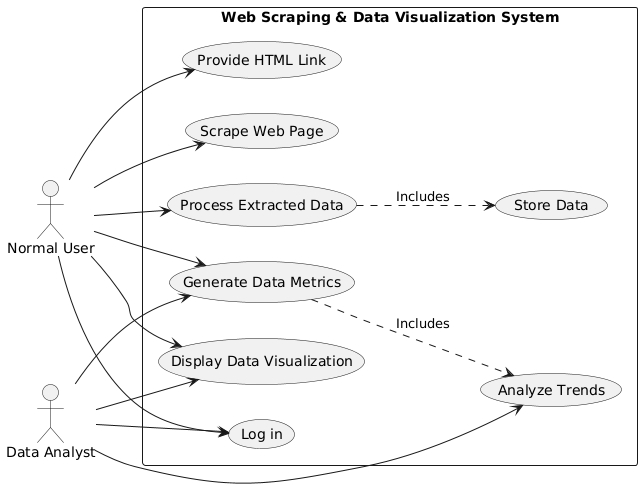 Web Scraping & Data Visualization System
Provide HTML Link
Scrape Web Page
Process Extracted Data
Includes
Store Data
Normal User
Generate Data Metrics
Includes
Display Data Visualization
Analyze Trends
Log in
Data Analyst